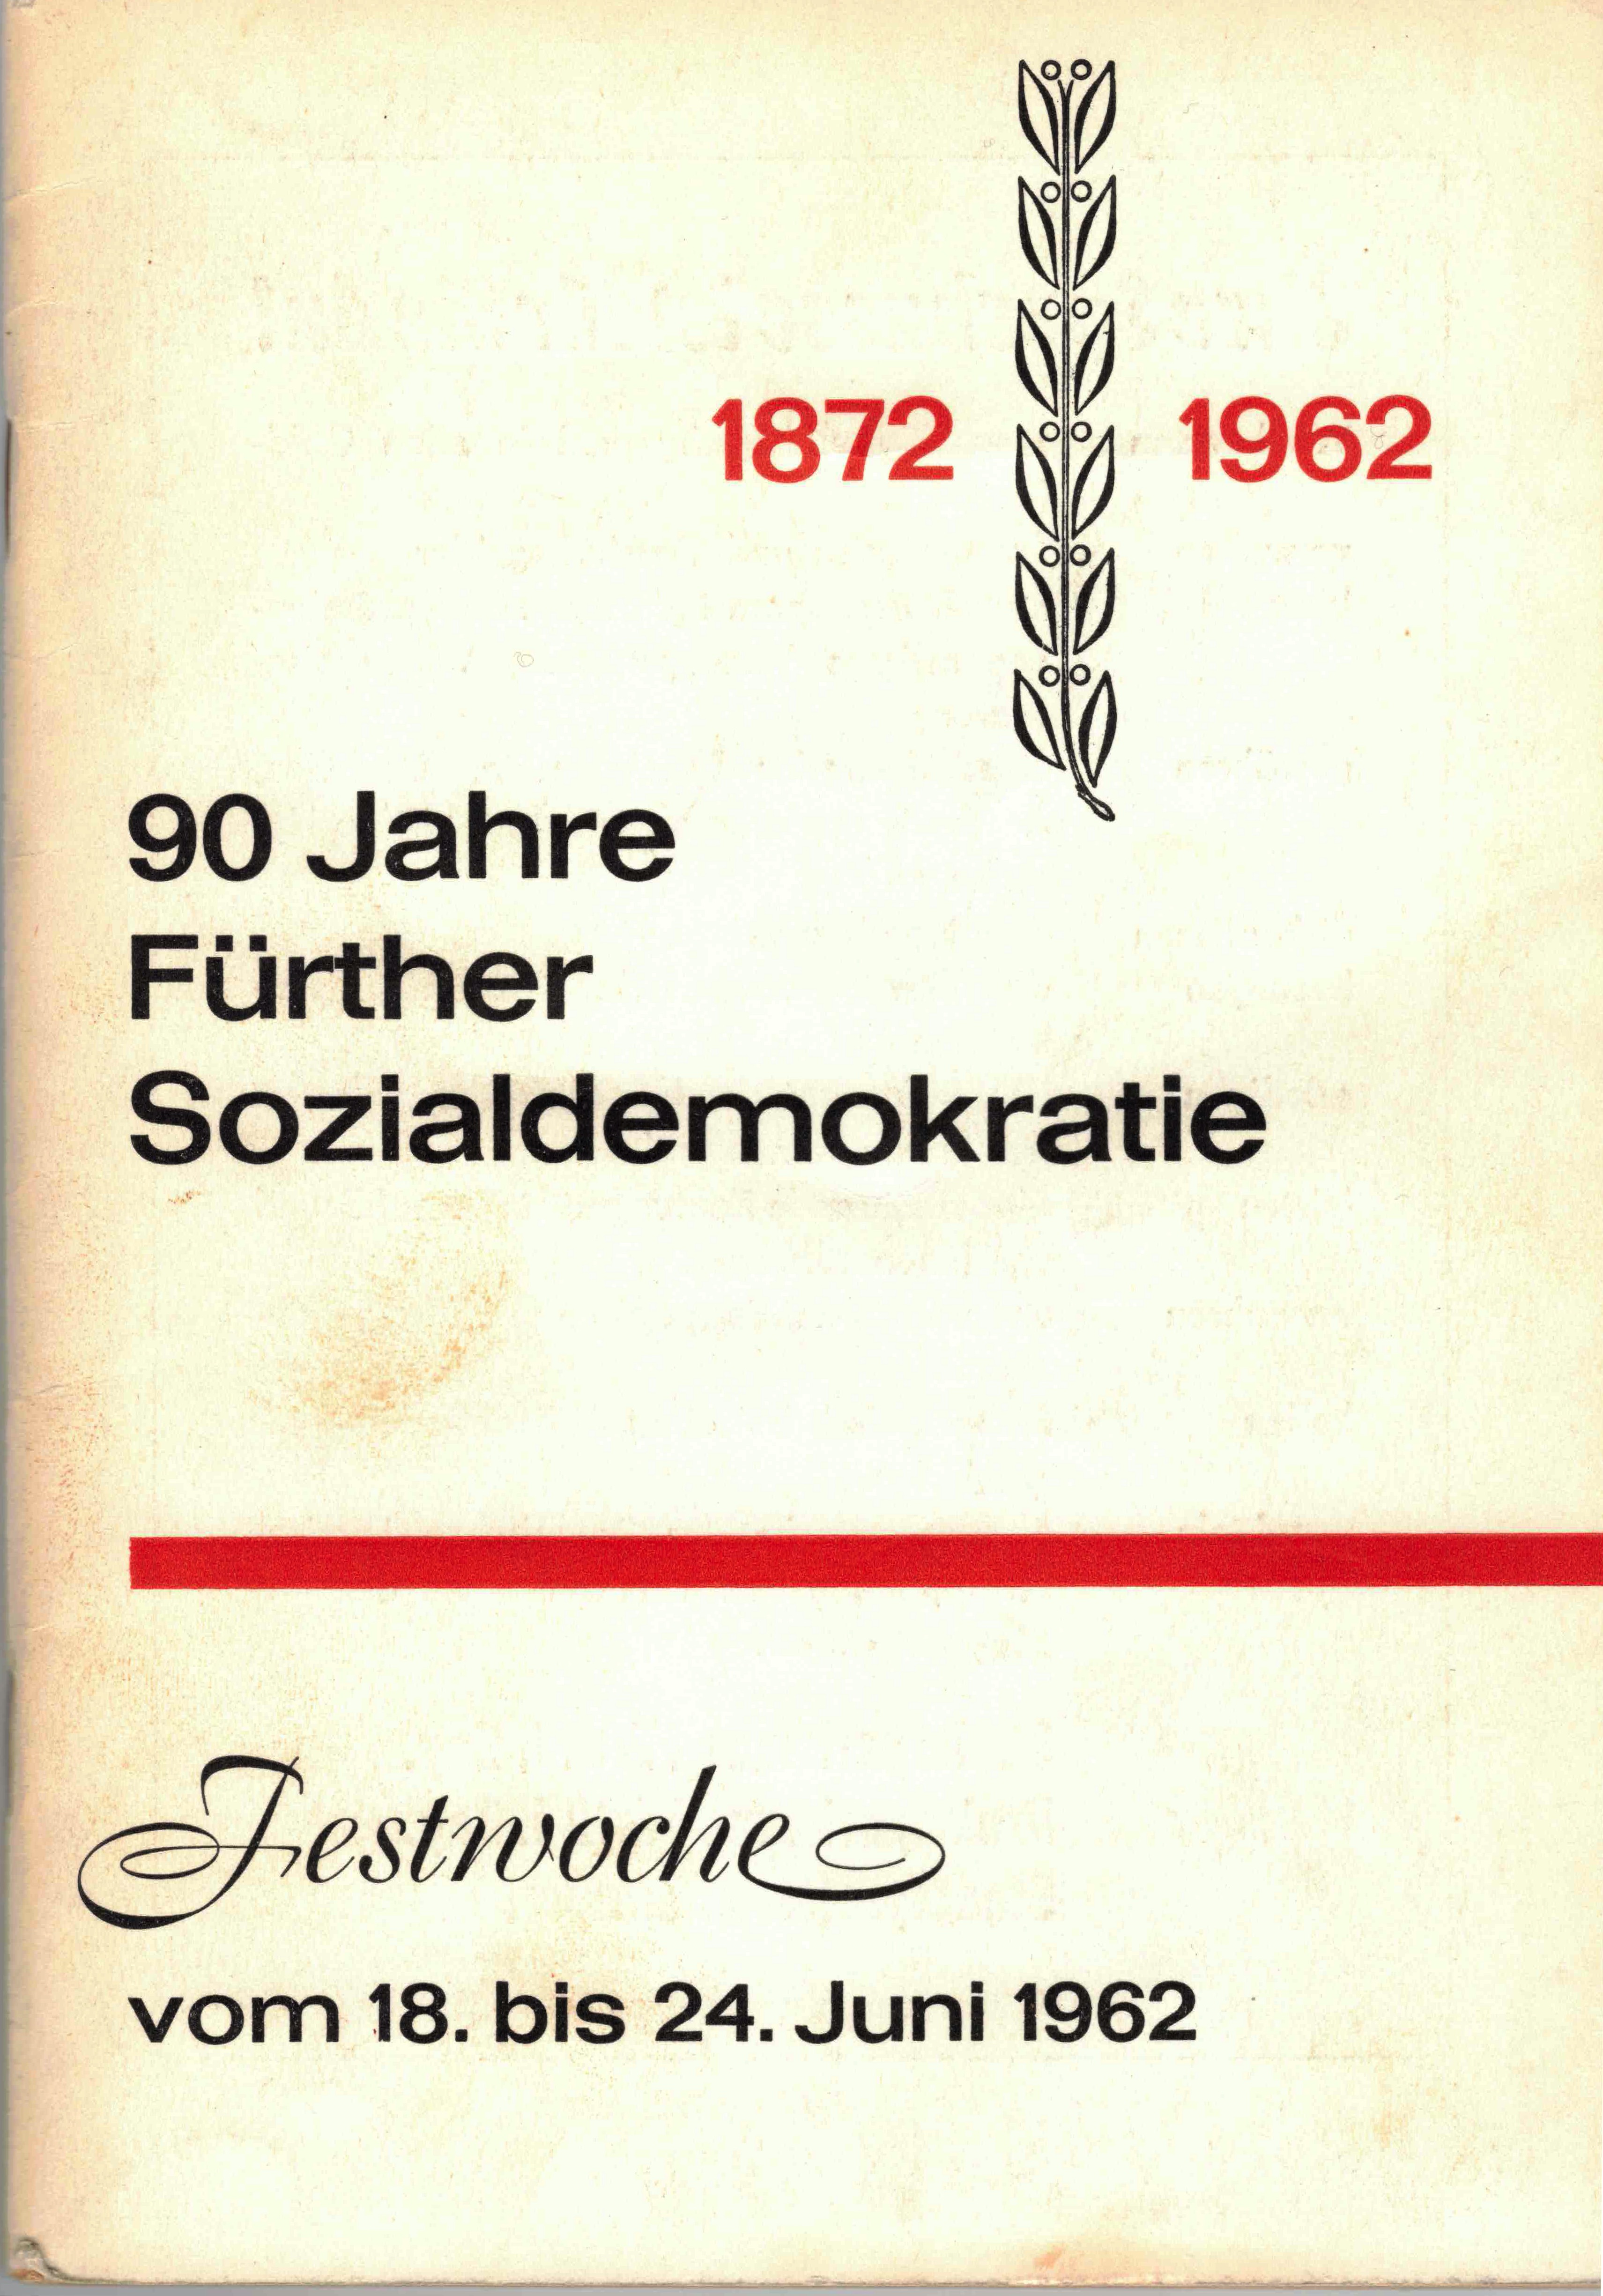 1872 1962
90 Jahre
Fürther
Sozialdemokratie
Festwoche
vom 18. bis 24. Juni 1962